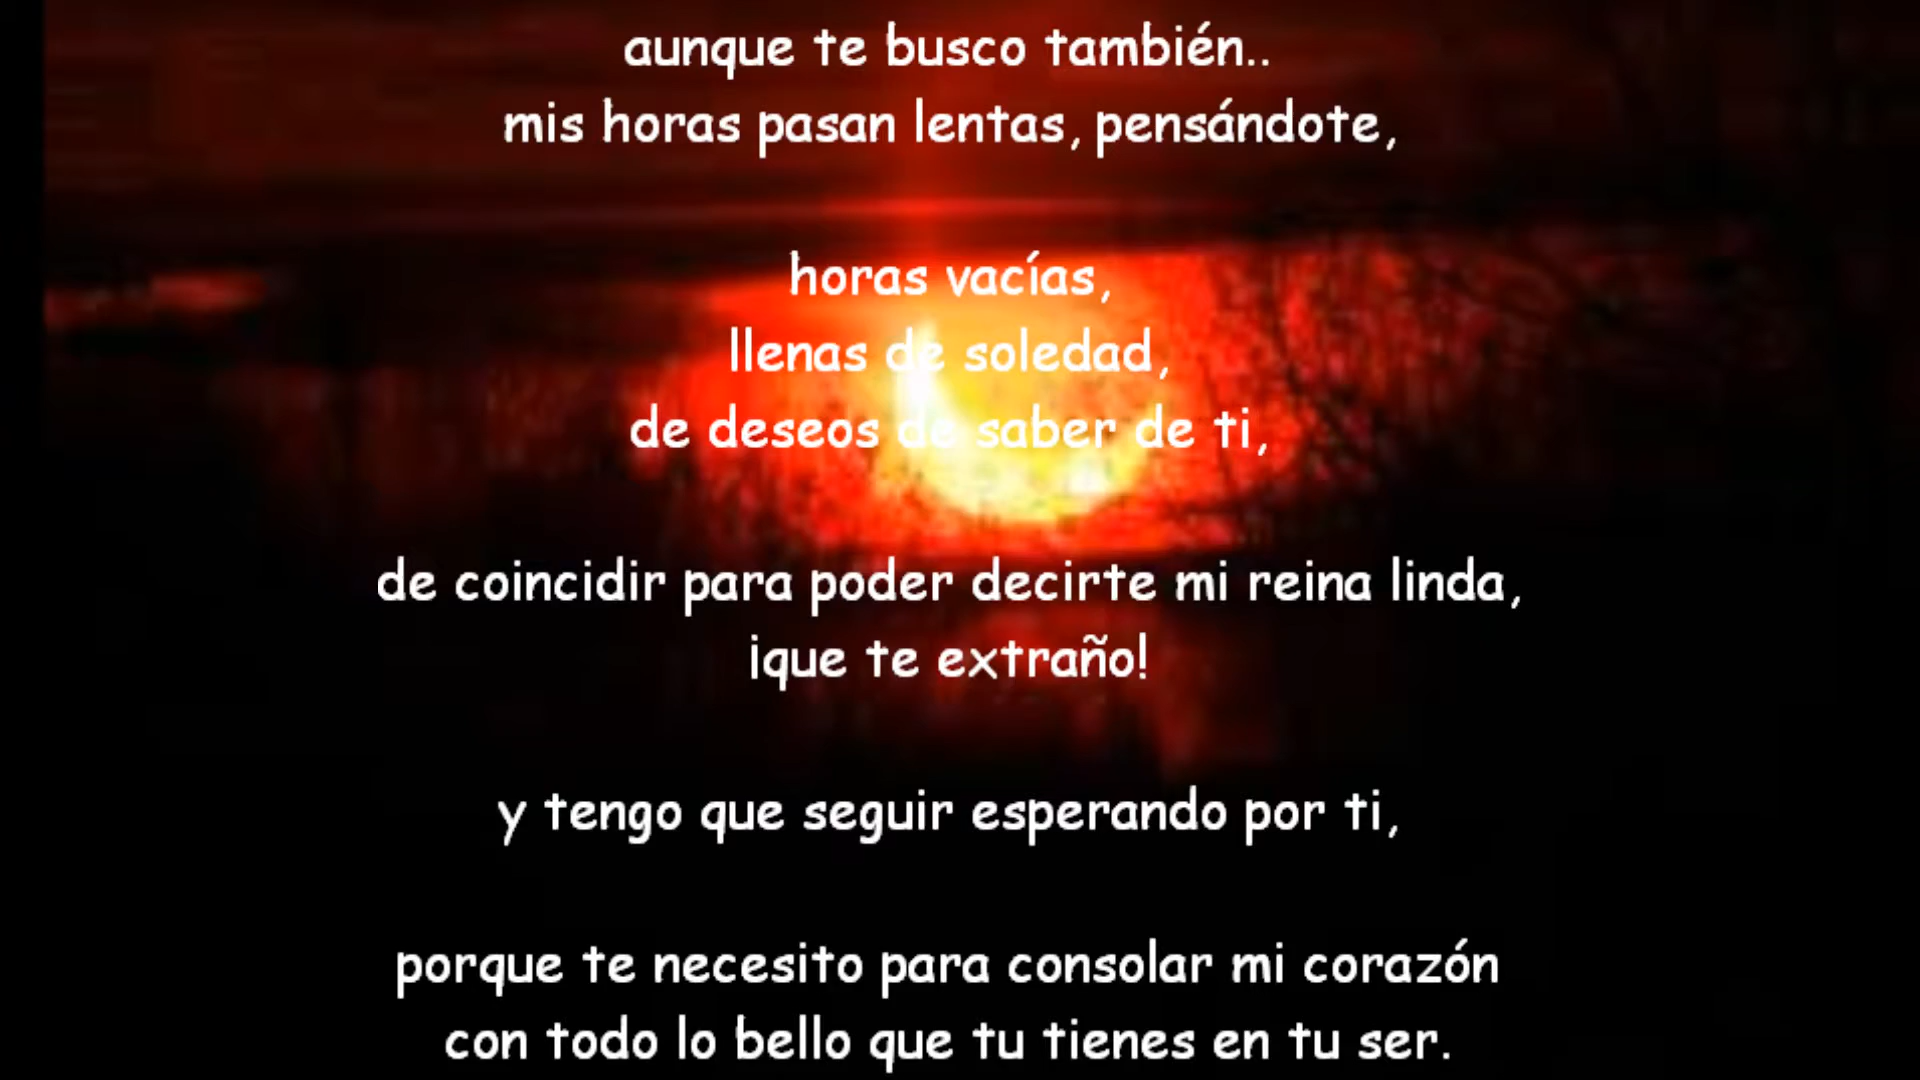 aunque te busco también..
mis horas pasan lentas, pensándote,
horas vacías,
llenas de soledad,
de deseos de saber de ti,
de coincidir para poder decirte mi reina linda,
¡que te extraño!
y tengo que seguir esperando por ti,
porque te necesito para consolar mi corazón
con todo lo bello que tu tienes en tu ser.